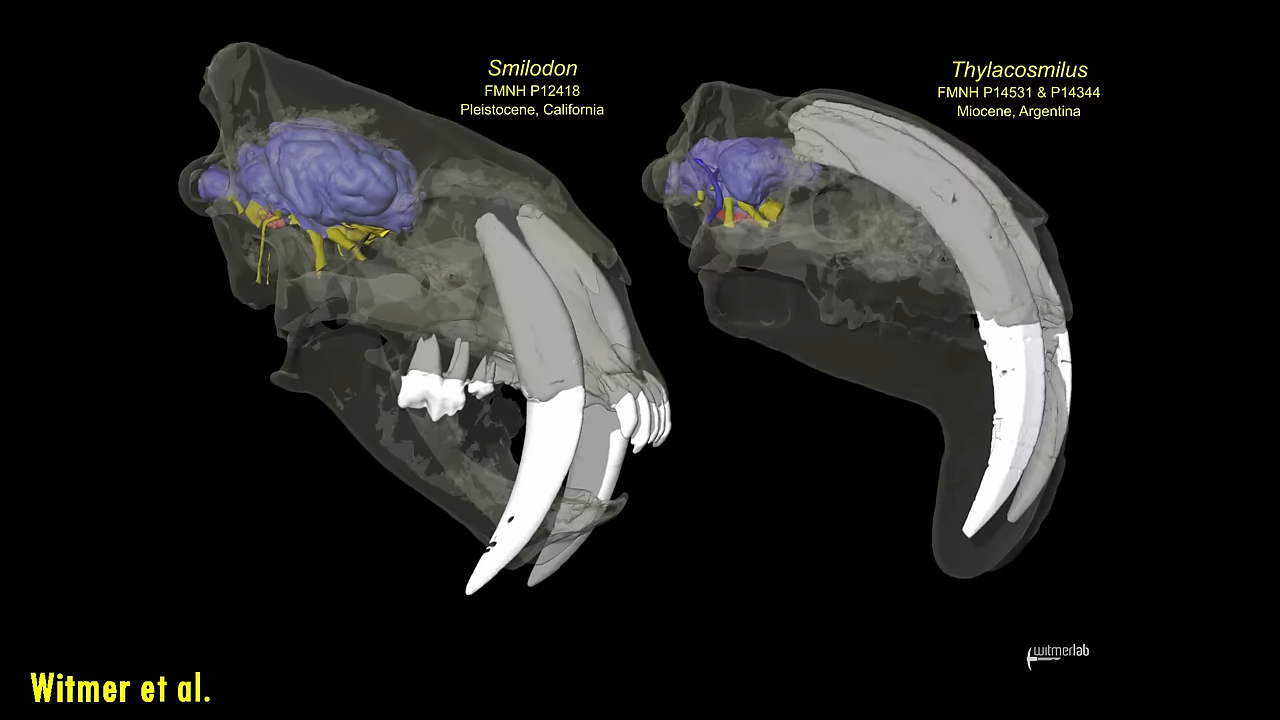 Smilodon
FMNH P12418
Pleistocene, California
Thylacosmilus
FMNH P14531 & P14344
Miocene, Argentina
witmerlab
Witmer et al.